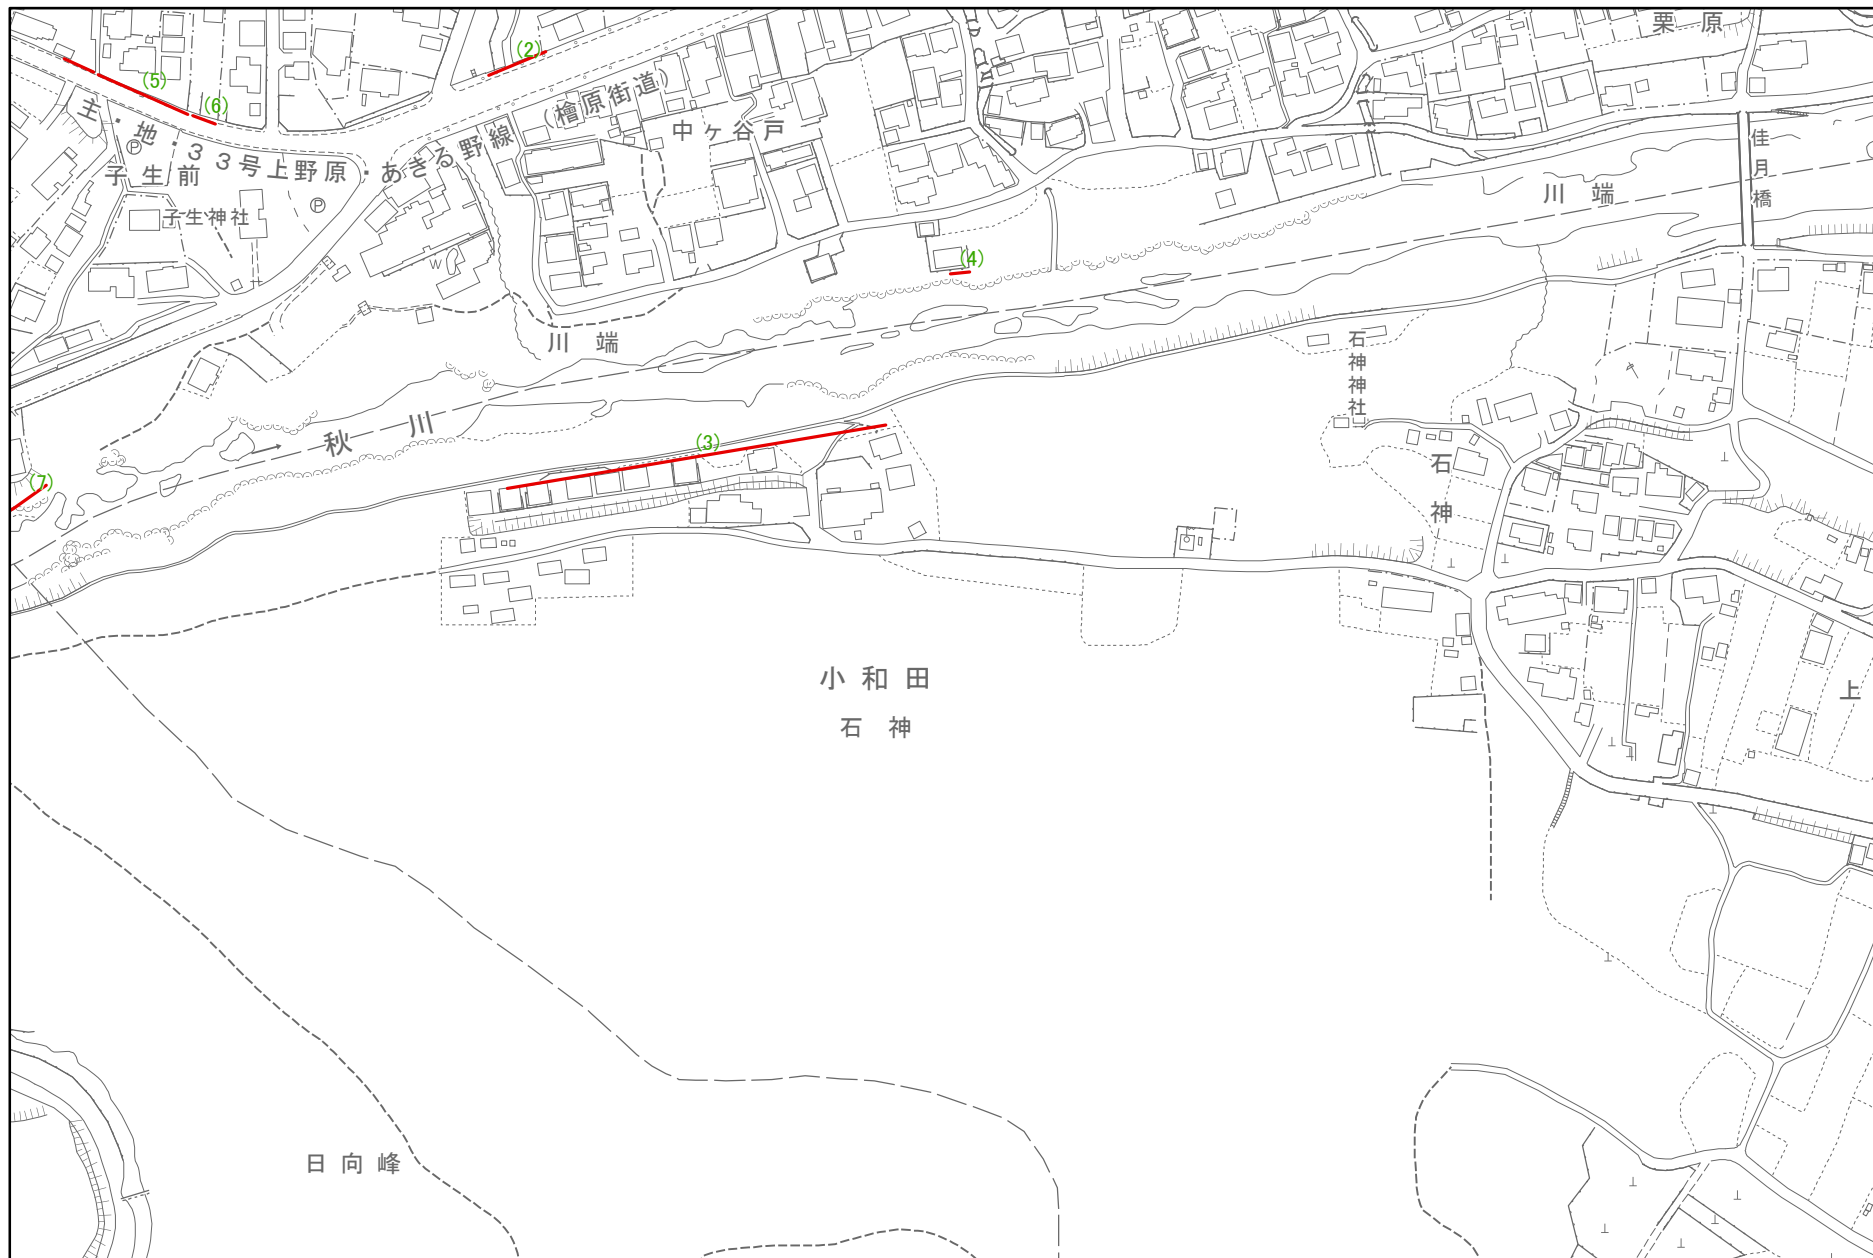 栗原
(2)
(5)
(6)
主・地・33号上野原・あきる野線(檜原街道)
中ヶ谷戸
佳月橋
Ⓟ
子生前
川端
Ⓟ
子生神社
(4)
W
川端
石神神社
秋川
(3)
石神
(7)
小和田
上
石神
日向峰